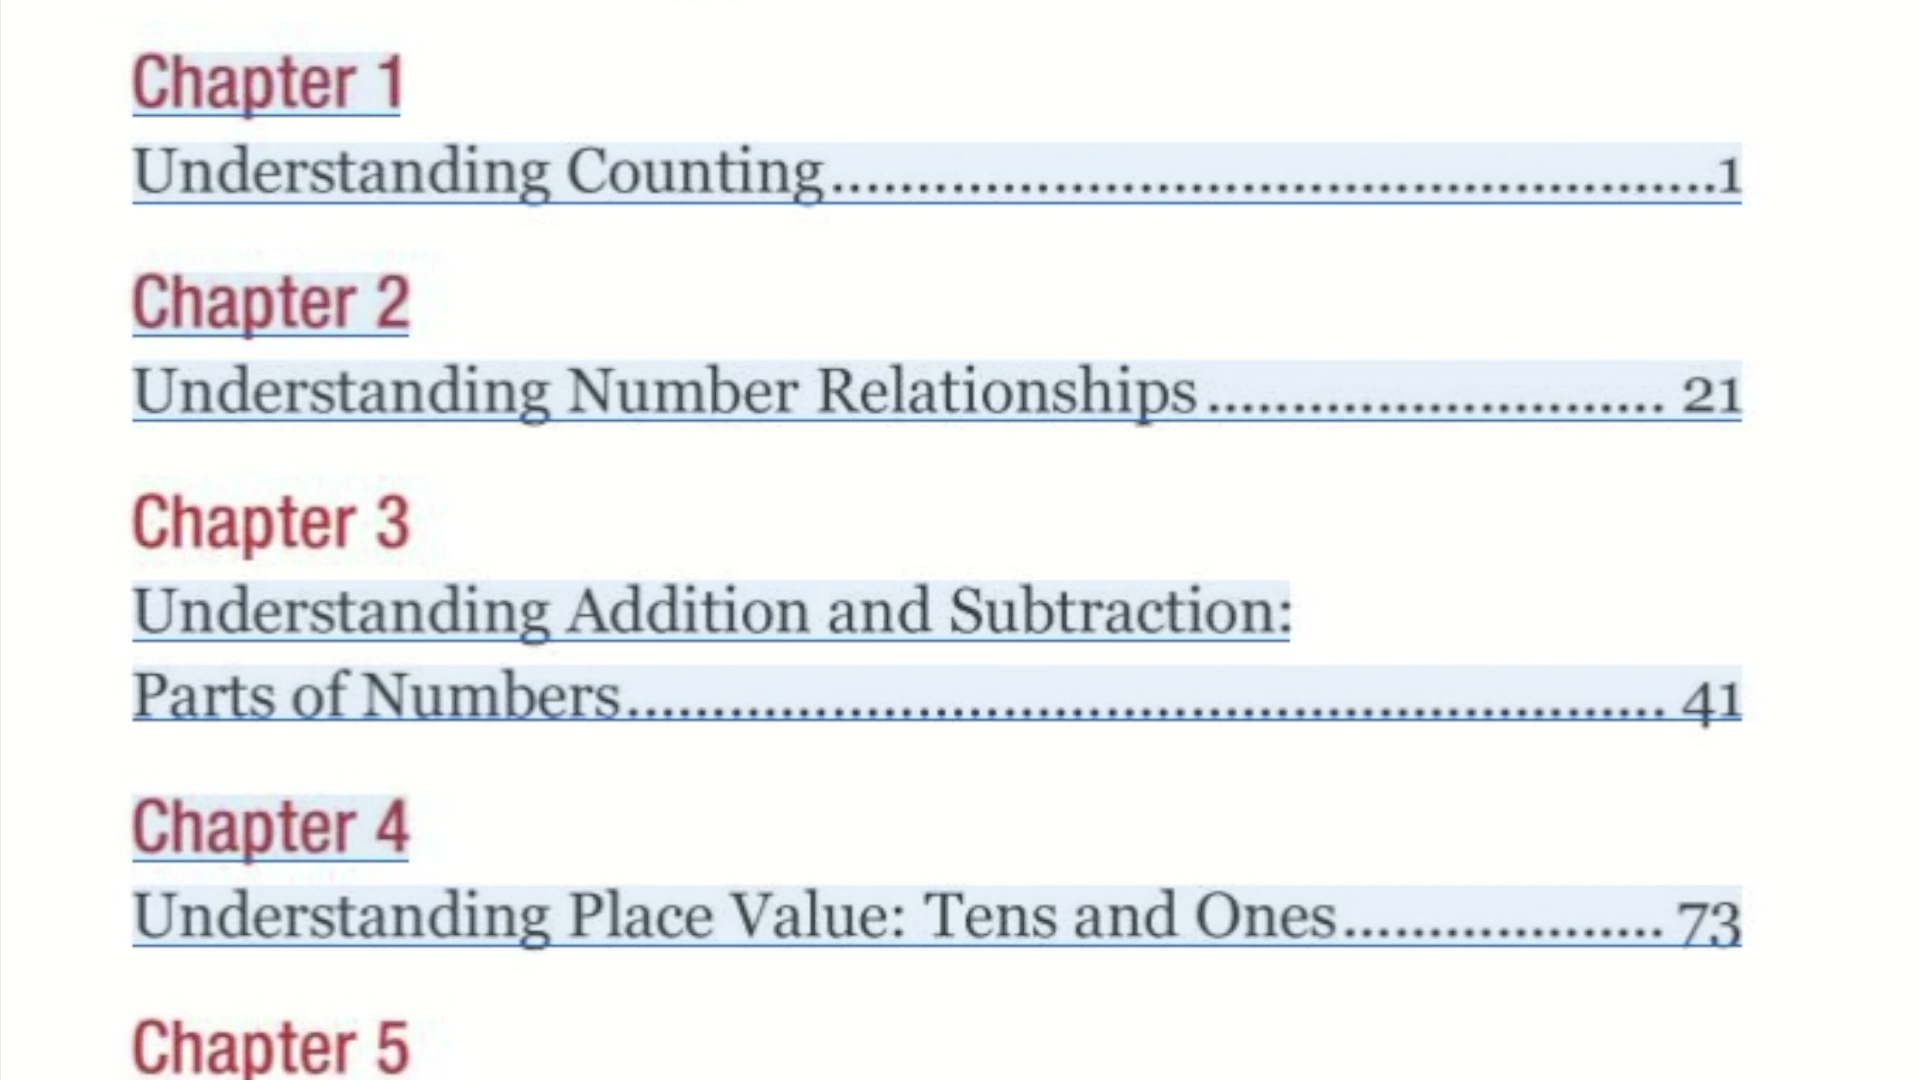 Chapter 1
Understanding Counting.....................................................1
Chapter 2
Understanding Number Relationships........................... 21
Chapter 3
Understanding Addition and Subtraction:
Parts of Numbers.............................................................. 41
Chapter 4
Understanding Place Value: Tens and Ones................... 73
Chapter 5